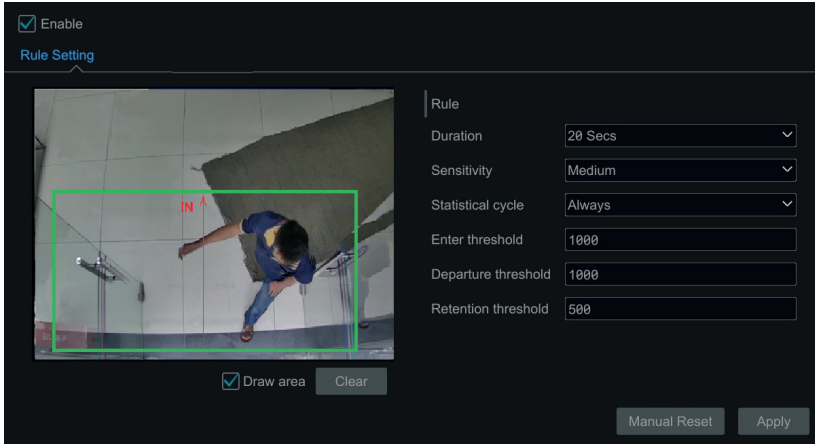 Enable
Rule Setting
IN
Rule
Duration 20 Secs
Sensitivity Medium
Statistical cycle Always
Enter threshold 1000
Departure threshold 1000
Retention threshold 500
Draw area Clear
Manual Reset Apply